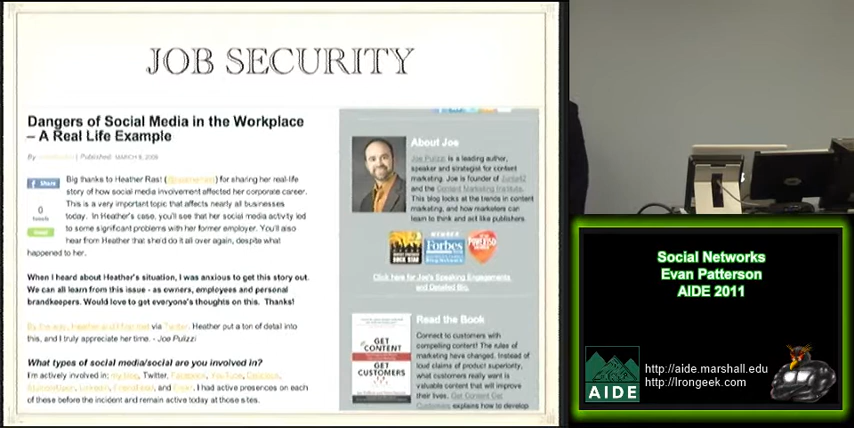 JOB SECURITY
Dangers of Social Media in the Workplace
– A Real Life Example
By | Published: MARCH 8, 2008
Share
0
tweets
Big thanks to Heather Rast ( ) for sharing her real-life
story of how social media involvement affected her corporate career.
This is a very important topic that affects nearly all businesses
today. In Heather's case, you'll see that her social media activity led
to some significant problems with her former employer. You'll also
hear from Heather that she'd do it all over again, despite what
happened to her.
When I heard about Heather's situation, I was anxious to get this story out.
We can all learn from this issue - as owners, employees and personal
brandkeepers. Would love to get everyone's thoughts on this. Thanks!
By the way, Heather and I first met via Twitter. Heather put a ton of detail into
this, and I truly appreciate her time. - Joe Pulizzi
What types of social media/social are you involved in?
I'm actively involved in: my blog, Twitter, Facebook, YouTube, Delicious,
StumbleUpon, LinkedIn, FriendFeed, and . I had active presences on each
of these before the incident and remain active today at those sites.
About Joe
Joe Pulizzi is a leading author,
speaker and strategist for content
marketing. Joe is founder of Junta42
and the Content Marketing Institute.
This blog looks at the trends in content
marketing, and how marketers can
learn to think and act like publishers.
ROCK STAR
MEMBER
Forbes
Click here for Joe's Speaking Engagements
and Detailed Bio.
Read the Book
GET
CONTENT
GET
CUSTOMERS
Connect to customers with
compelling content! The rules of
marketing have changed. Instead of
loud claims of product superiority,
what customers really want is
valuable content that will improve
their lives. Get Content Get
Customers explains how to develop
Social Networks
Evan Patterson
AIDE 2011
AIDE
http://aide.marshall.edu
http://Irongeek.com